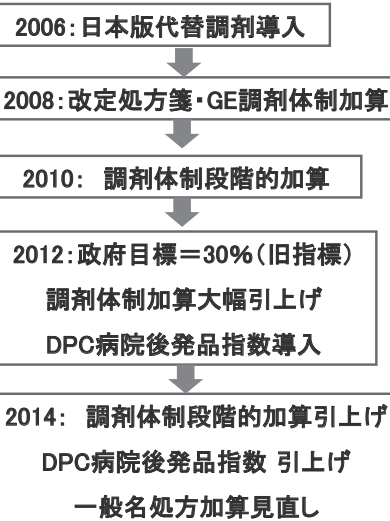 2006：日本版代替調剤導入
2008：改定処方箋・GE調剤体制加算
2010： 調剤体制段階的加算
2012：政府目標＝30％（旧指標）
調剤体制加算大幅引上げ
DPC病院後発品指数導入
2014： 調剤体制段階的加算引上げ
DPC病院後発品指数 引上げ
一般名処方加算見直し